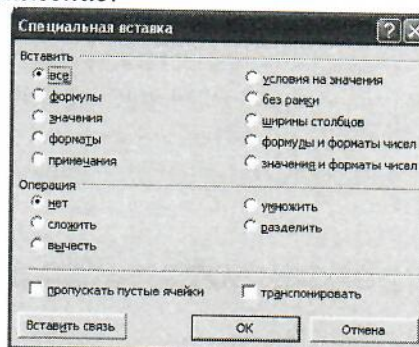 Специальная вставка
Вставить
все
формулы
значения
форматы
примечания
условия на значения
без рамки
ширины столбцов
формулы и форматы чисел
значения и форматы чисел
Операция
нет
сложить
вычесть
умножить
разделить
пропускать пустые ячейки
транспонировать
Вставить связь
ОК
Отмена